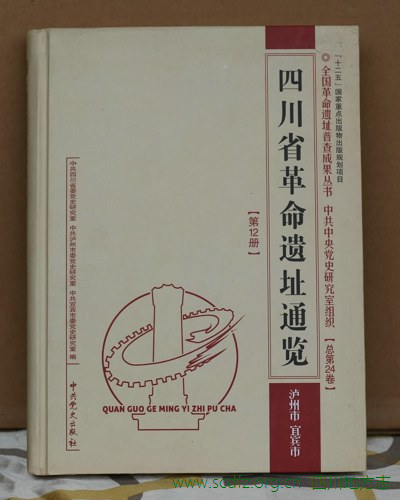 “十二五”国家重点出版物出版规划项目
◎全国革命遗址普查成果丛书 中共中央党史研究室组织 【总第24卷】
四川省革命遗址通览
【第12册】
泸州市 宜宾市
中共四川省委党史研究室 中共泸州市委党史研究室 中共宜宾市委党史研究室 编
中共党史出版社
QUAN GUO GE MING YI ZHI PU CHA
www.scdfz.org.cn